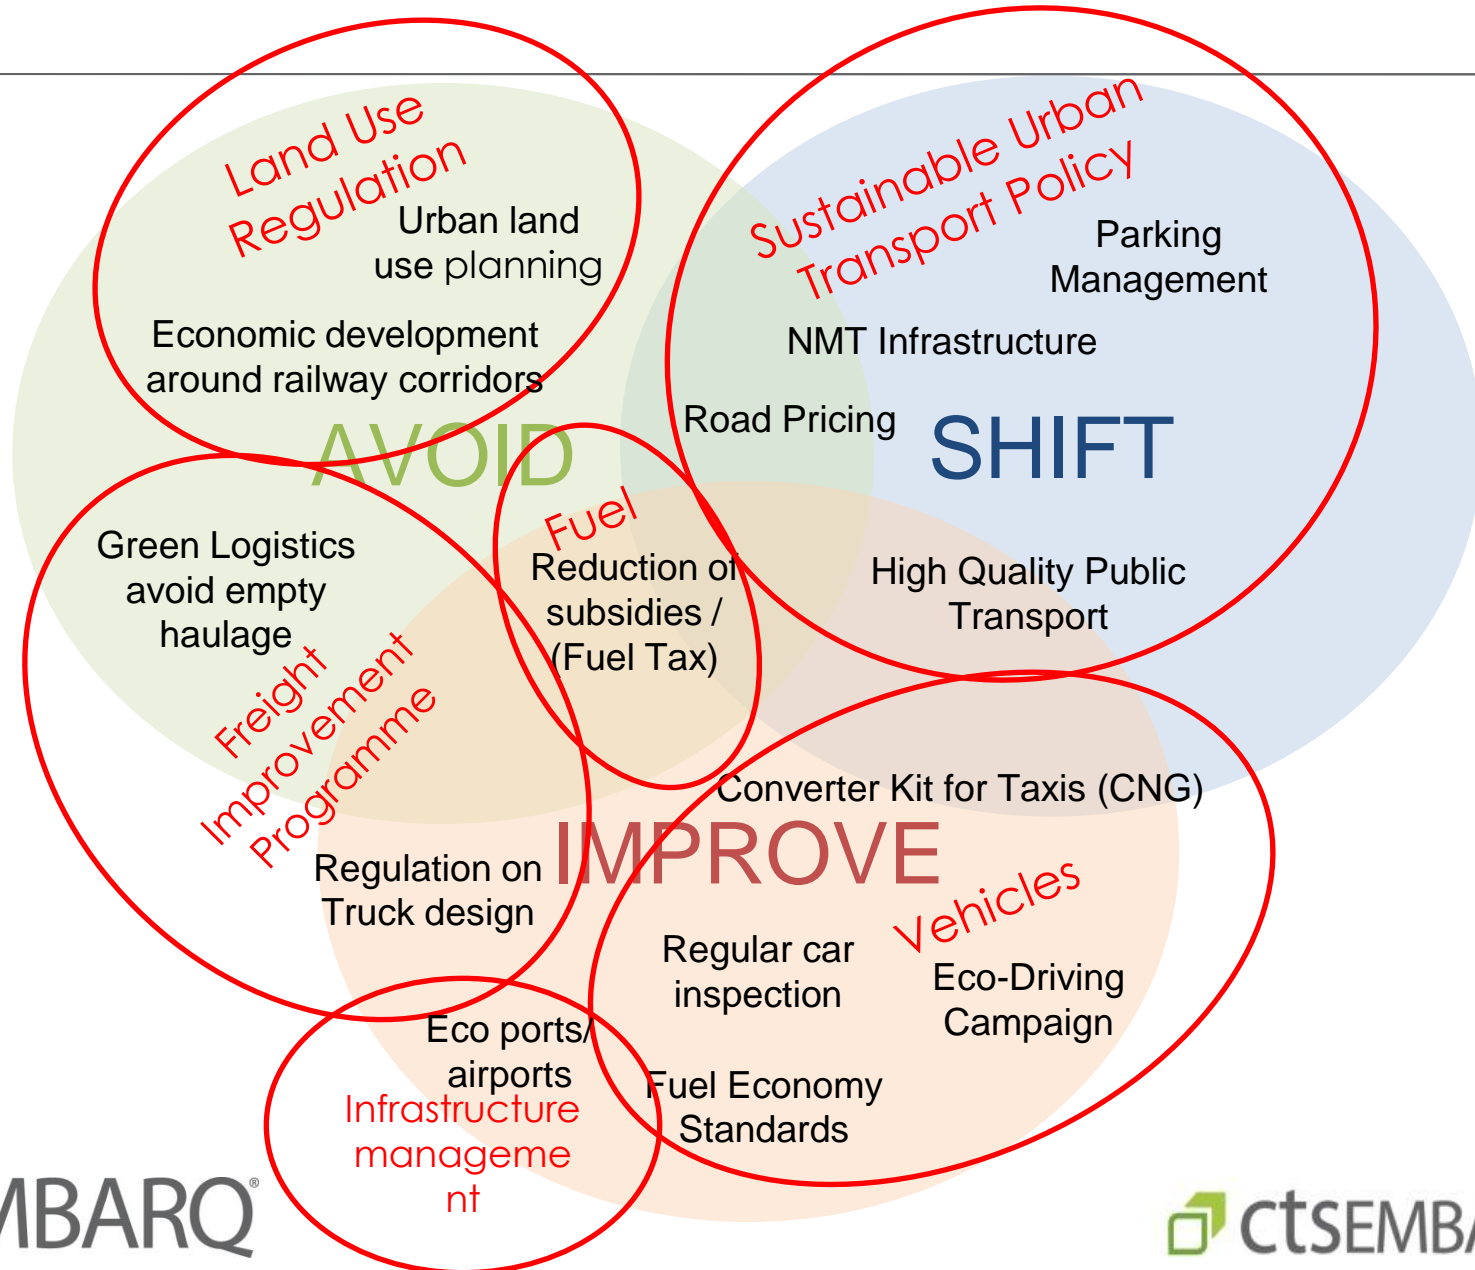 Land Use
Regulation
Urban land
use planning
Economic development
around railway corridors
AVOID
Sustainable Urban
Transport Policy
Parking
Management
NMT Infrastructure
Road Pricing
SHIFT
High Quality Public
Transport
Green Logistics
avoid empty
haulage
Freight
Improvement
Programme
Fuel
Reduction of
subsidies /
(Fuel Tax)
Converter Kit for Taxis (CNG)
IMPROVE
Regulation on
Truck design
Vehicles
Regular car
inspection
Eco-Driving
Campaign
Fuel Economy
Standards
Eco ports/
airports
Infrastructure
manageme
nt
MBARQ®
ctsEMBA